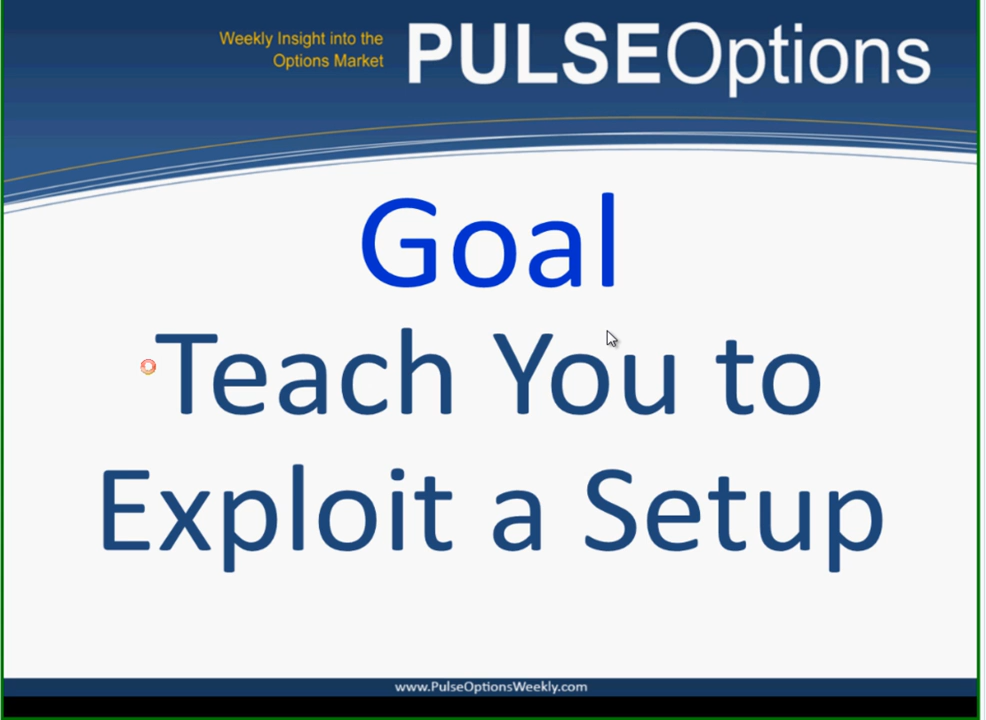 Weekly Insight into the
Options Market
PULSEOptions
Goal
Teach You to
Exploit a Setup
www.PulseOptionsWeekly.com